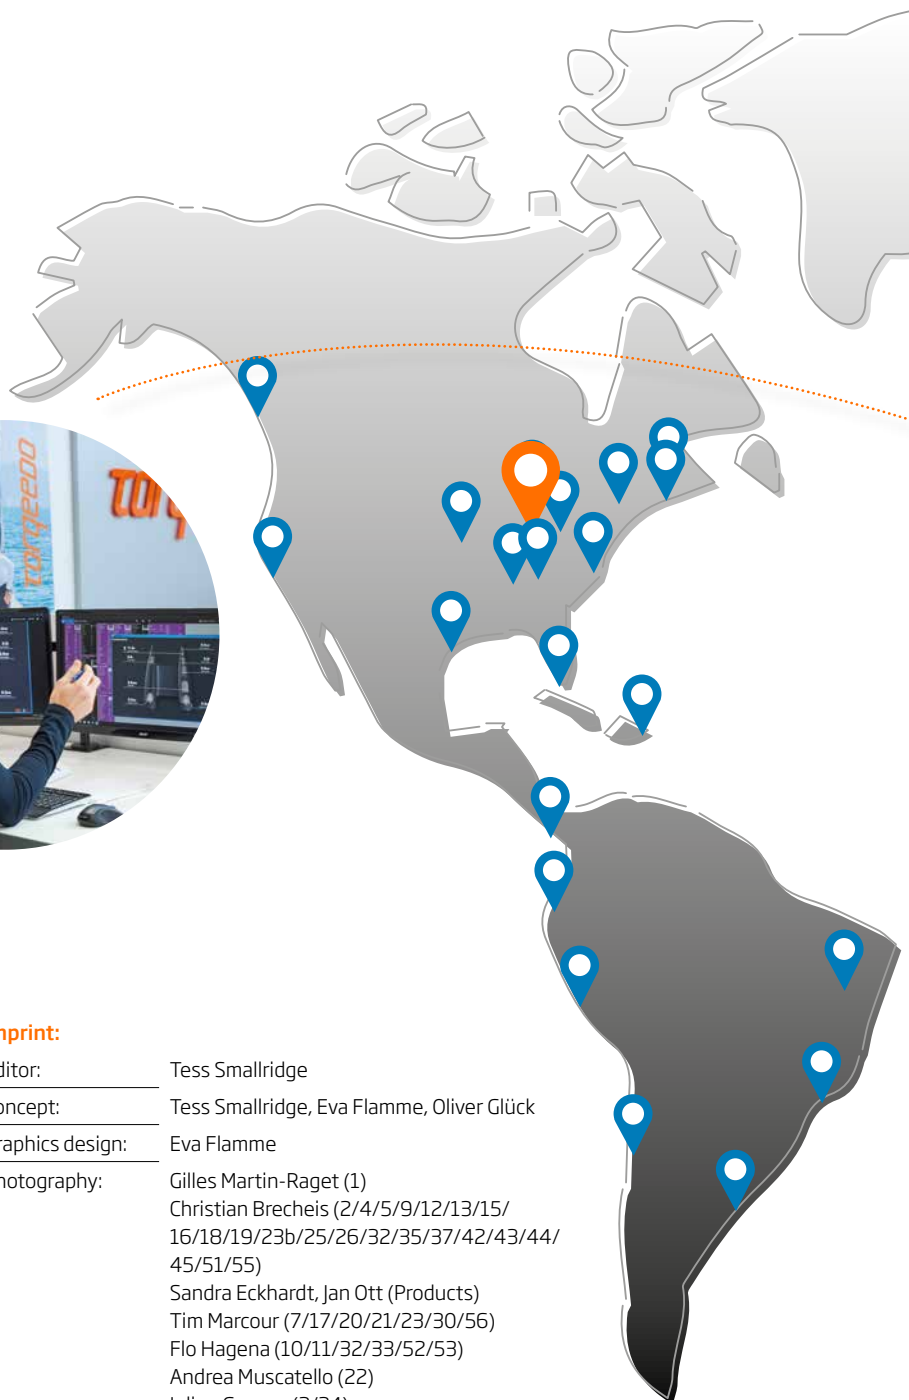 torqeedo
mprint:
ditor: Tess Smallridge
oncept: Tess Smallridge, Eva Flamme, Oliver Glück
raphics design: Eva Flamme
hotography: Gilles Martin-Raget (1)
Christian Brecheis (2/4/5/9/12/13/15/
16/18/19/23b/25/26/32/35/37/42/43/44/
45/51/55)
Sandra Eckhardt, Jan Ott (Products)
Tim Marcour (7/17/20/21/23/30/56)
Flo Hagena (10/11/32/33/52/53)
Andrea Muscatello (22)